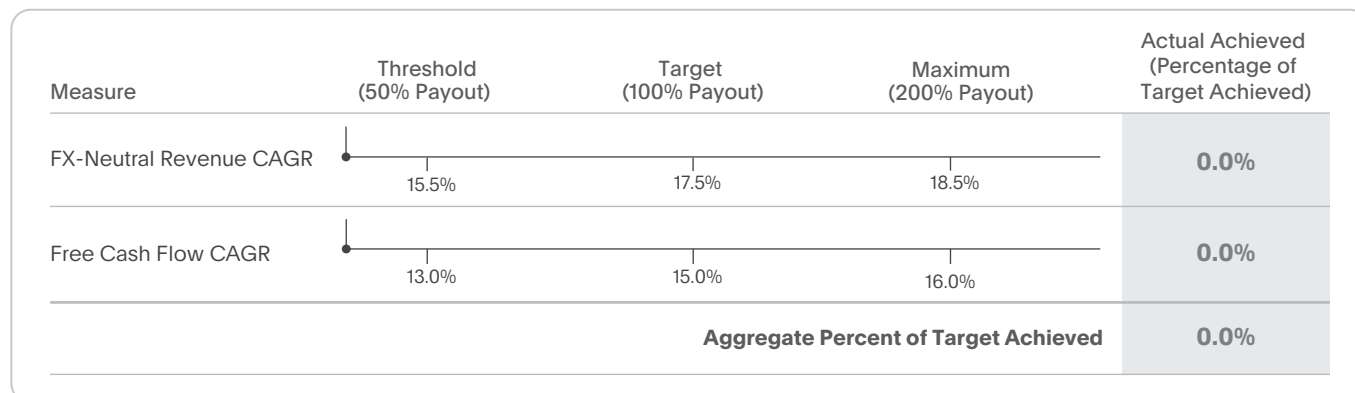 Measure
Threshold
(50% Payout)
Target
(100% Payout)
Maximum
(200% Payout)
Actual Achieved
(Percentage of
Target Achieved)
FX-Neutral Revenue CAGR
15.5%
17.5%
18.5%
0.0%
Free Cash Flow CAGR
13.0%
15.0%
16.0%
0.0%
Aggregate Percent of Target Achieved
0.0%